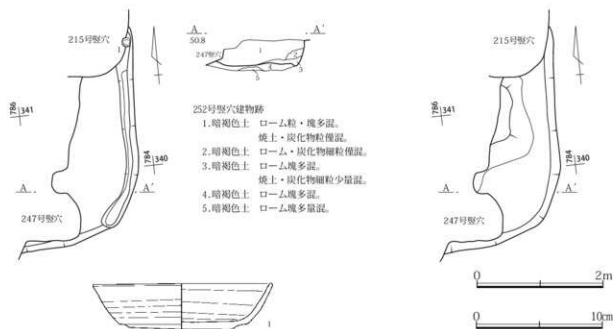 215号竪穴
1
786
341
784
340
A
A'
247号竪穴
A
A'
50.8
247竪穴
1
2
3
4
5
252号竪穴建物跡
1.暗褐色土 ローム粒・塊多混。
焼土・炭化物粒僅混。
2.暗褐色土 ローム・炭化物細粒僅混。
3.暗褐色土 ローム塊多混。
焼土・炭化物細粒少量混。
4.暗褐色土 ローム塊多混。
5.暗褐色土 ローム塊多量混。
215号竪穴
786
341
784
340
A
A'
247号竪穴
1
0
2m
0
10cm